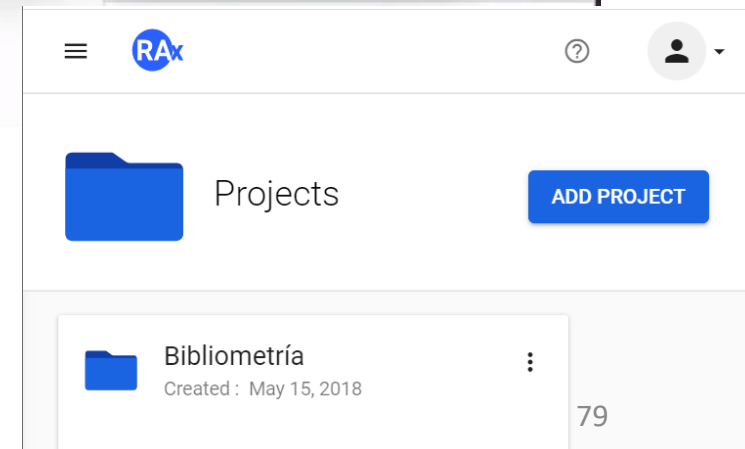 RAx
Projects
ADD PROJECT
Bibliometría
Created : May 15, 2018
79